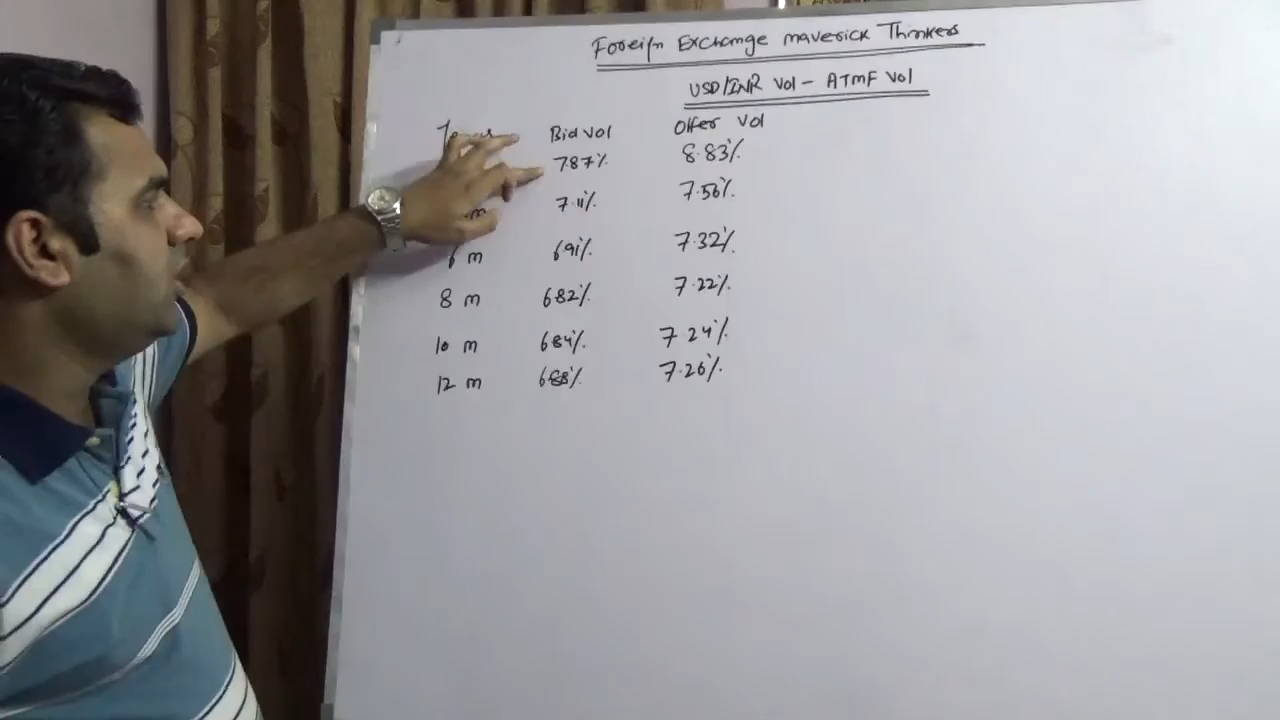 Foreign Exchange maverick Thinkers
USD/INR Vol - ATMF Vol
Bid Vol Offer Vol
7.87% 8.83%
m 7.11% 7.56%
6 m 6.91% 7.32%
8 m 6.82% 7.22%
10 m 6.84% 7.24%
12 m 6.88% 7.26%